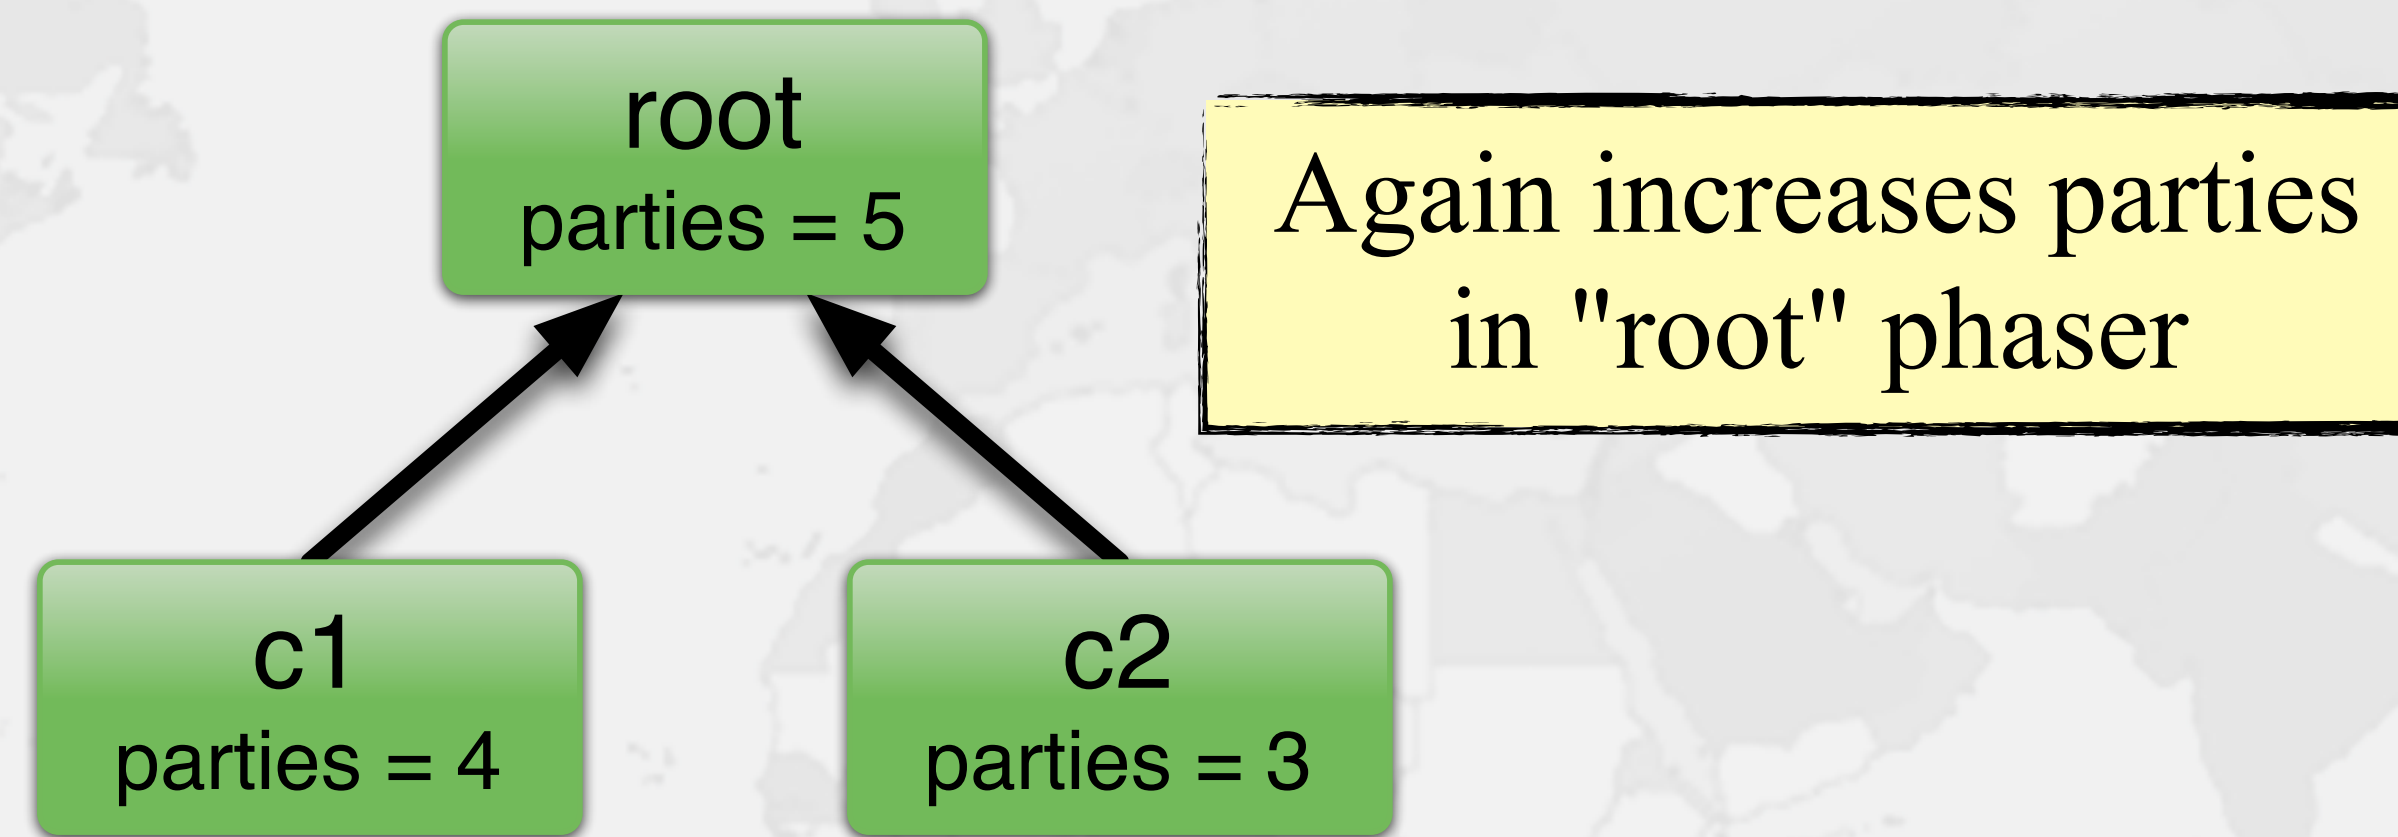 root
parties = 5
Again increases parties
in "root" phaser
c1
parties = 4
c2
parties = 3